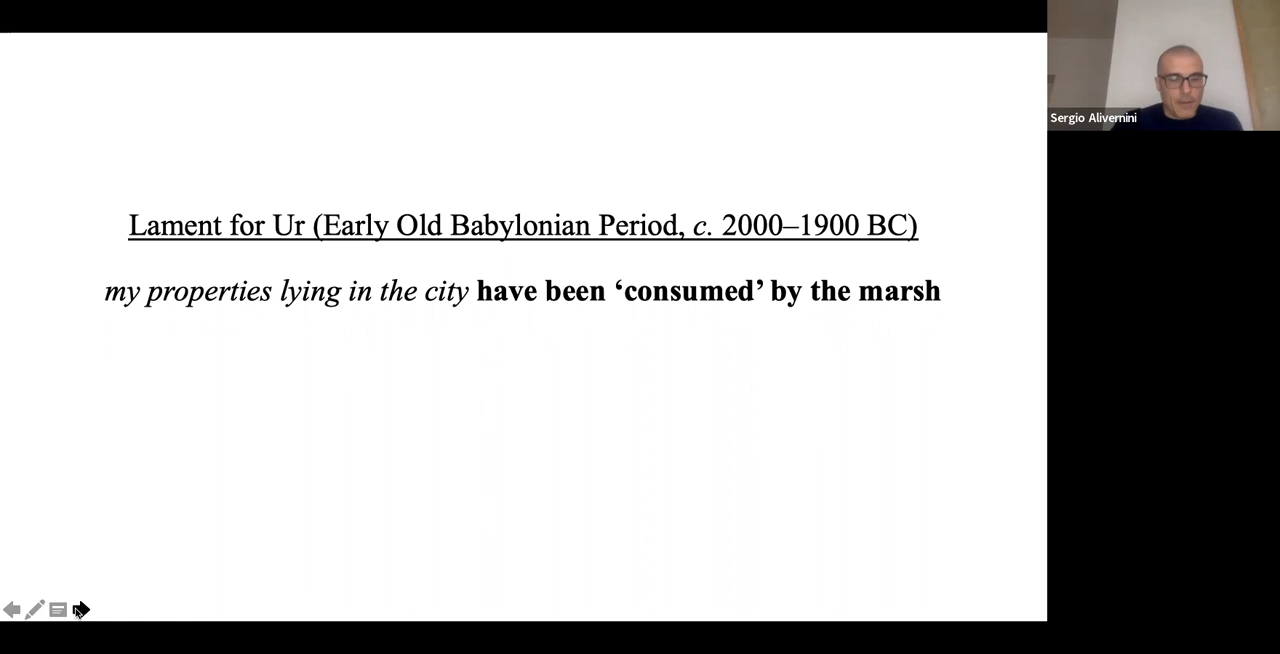 Lament for Ur (Early Old Babylonian Period, c. 2000–1900 BC)
my properties lying in the city have been ‘consumed’ by the marsh
Sergio Alivernini